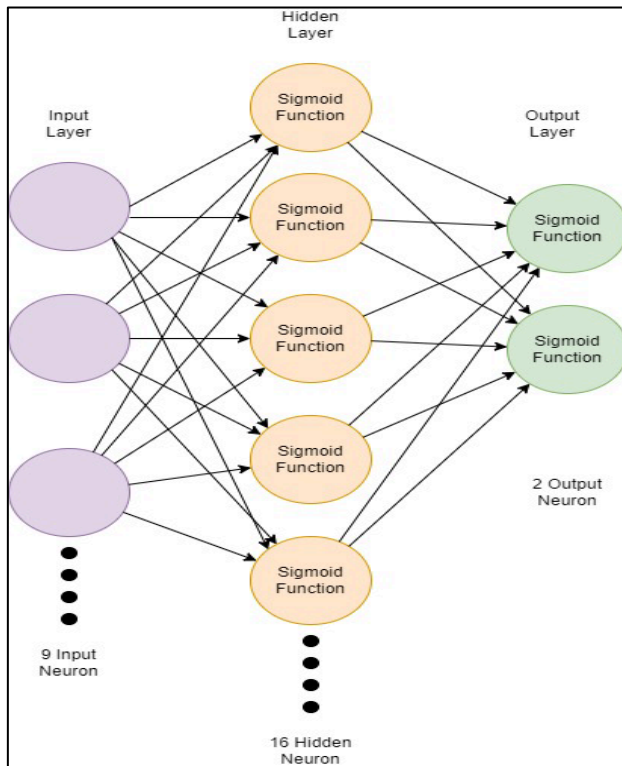 Hidden
Layer
Input
Layer
Output
Layer
Sigmoid
Function
Sigmoid
Function
Sigmoid
Function
Sigmoid
Function
Sigmoid
Function
Sigmoid
Function
Sigmoid
Function
2 Output
Neuron
9 Input
Neuron
16 Hidden
Neuron